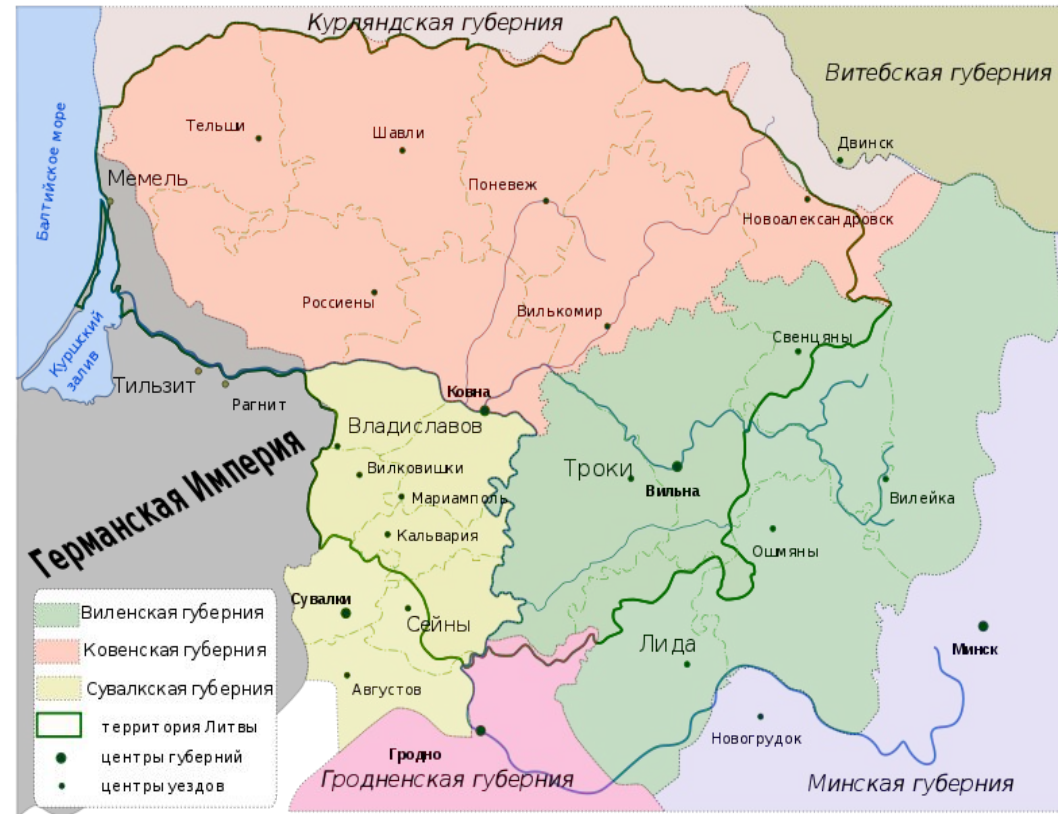 Курляндская губерния
Витебская губерния
Балтийское море
Тельши
Шавли
Двинск
Мемель
Поневеж
Новоалександровск
Россиены
Вилькомир
Куршский
залив
Свенцяны
Тильзит
Рагнит
Ковна
Владиславов
Германская Империя
Вилковишки
Троки
Вильна
Мариамполь
Вилейка
Кальвария
Ошмяны
Сувалки
Сейны
Лида
Минск
Августов
Новогрудок
Гродно
Гродненская губерния
Минская губерния
Виленская губерния
Ковенская губерния
Сувалкская губерния
территория Литвы
центры губерний
центры уездов